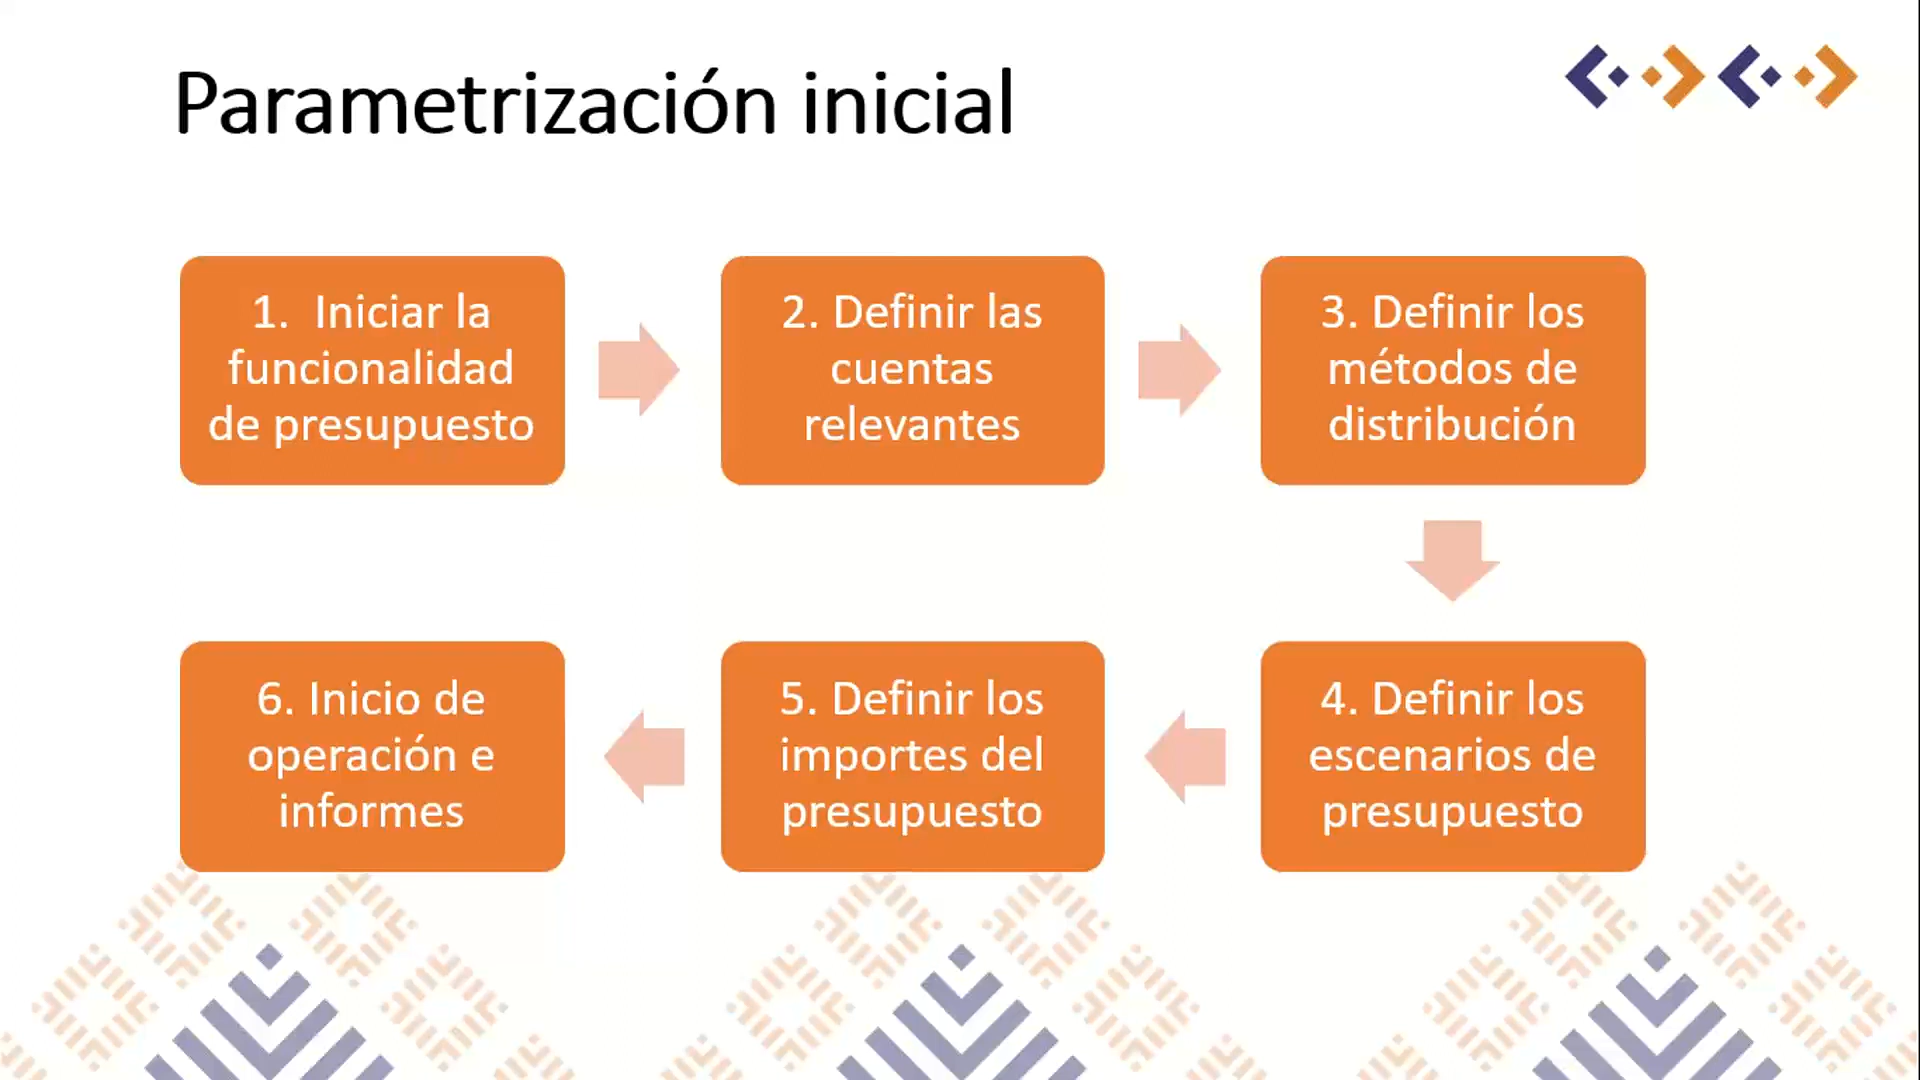 Parametrización inicial
1. Iniciar la
funcionalidad
de presupuesto
2. Definir las
cuentas
relevantes
3. Definir los
métodos de
distribución
4. Definir los
escenarios de
presupuesto
5. Definir los
importes del
presupuesto
6. Inicio de
operación e
informes